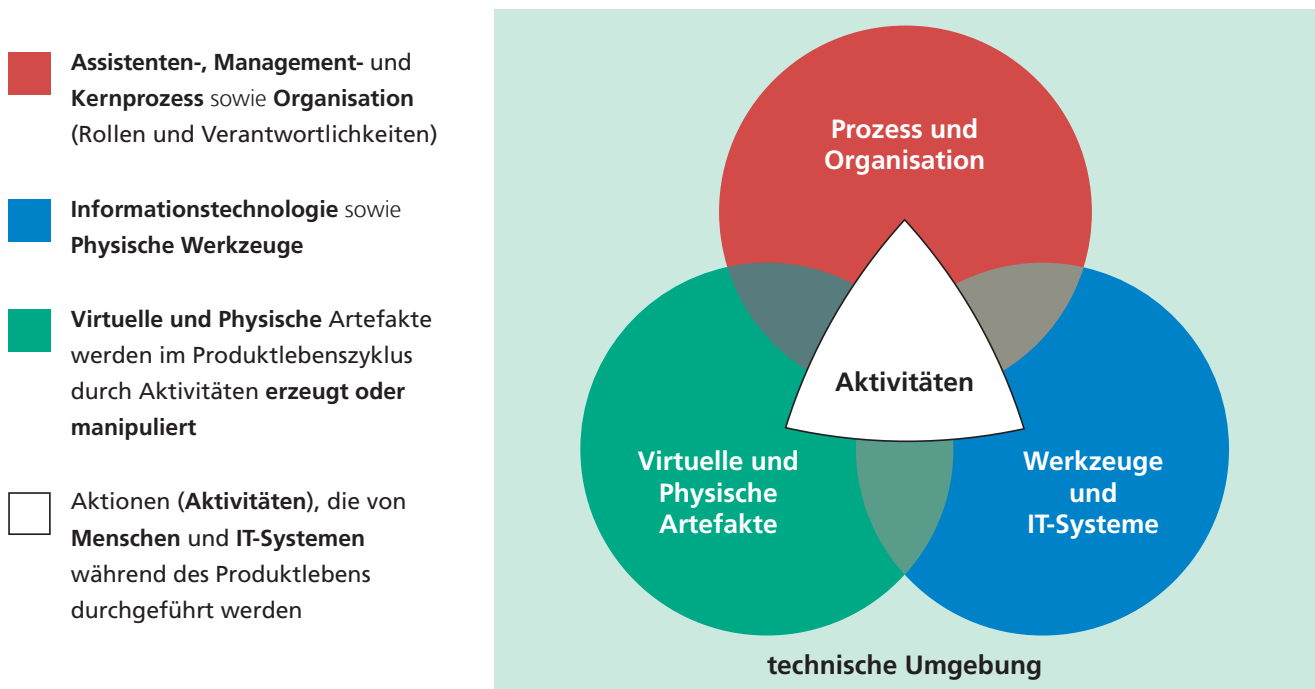 Assistenten-, Management- und
Kernprozess sowie Organisation
(Rollen und Verantwortlichkeiten)
Informationstechnologie sowie
Physische Werkzeuge
Virtuelle und Physische Artefakte
werden im Produktlebenszyklus
durch Aktivitäten erzeugt oder
manipuliert
Aktionen (Aktivitäten), die von
Menschen und IT-Systemen
während des Produktlebens
durchgeführt werden
Prozess und
Organisation
Aktivitäten
Virtuelle und
Physische
Artefakte
Werkzeuge
und
IT-Systeme
technische Umgebung